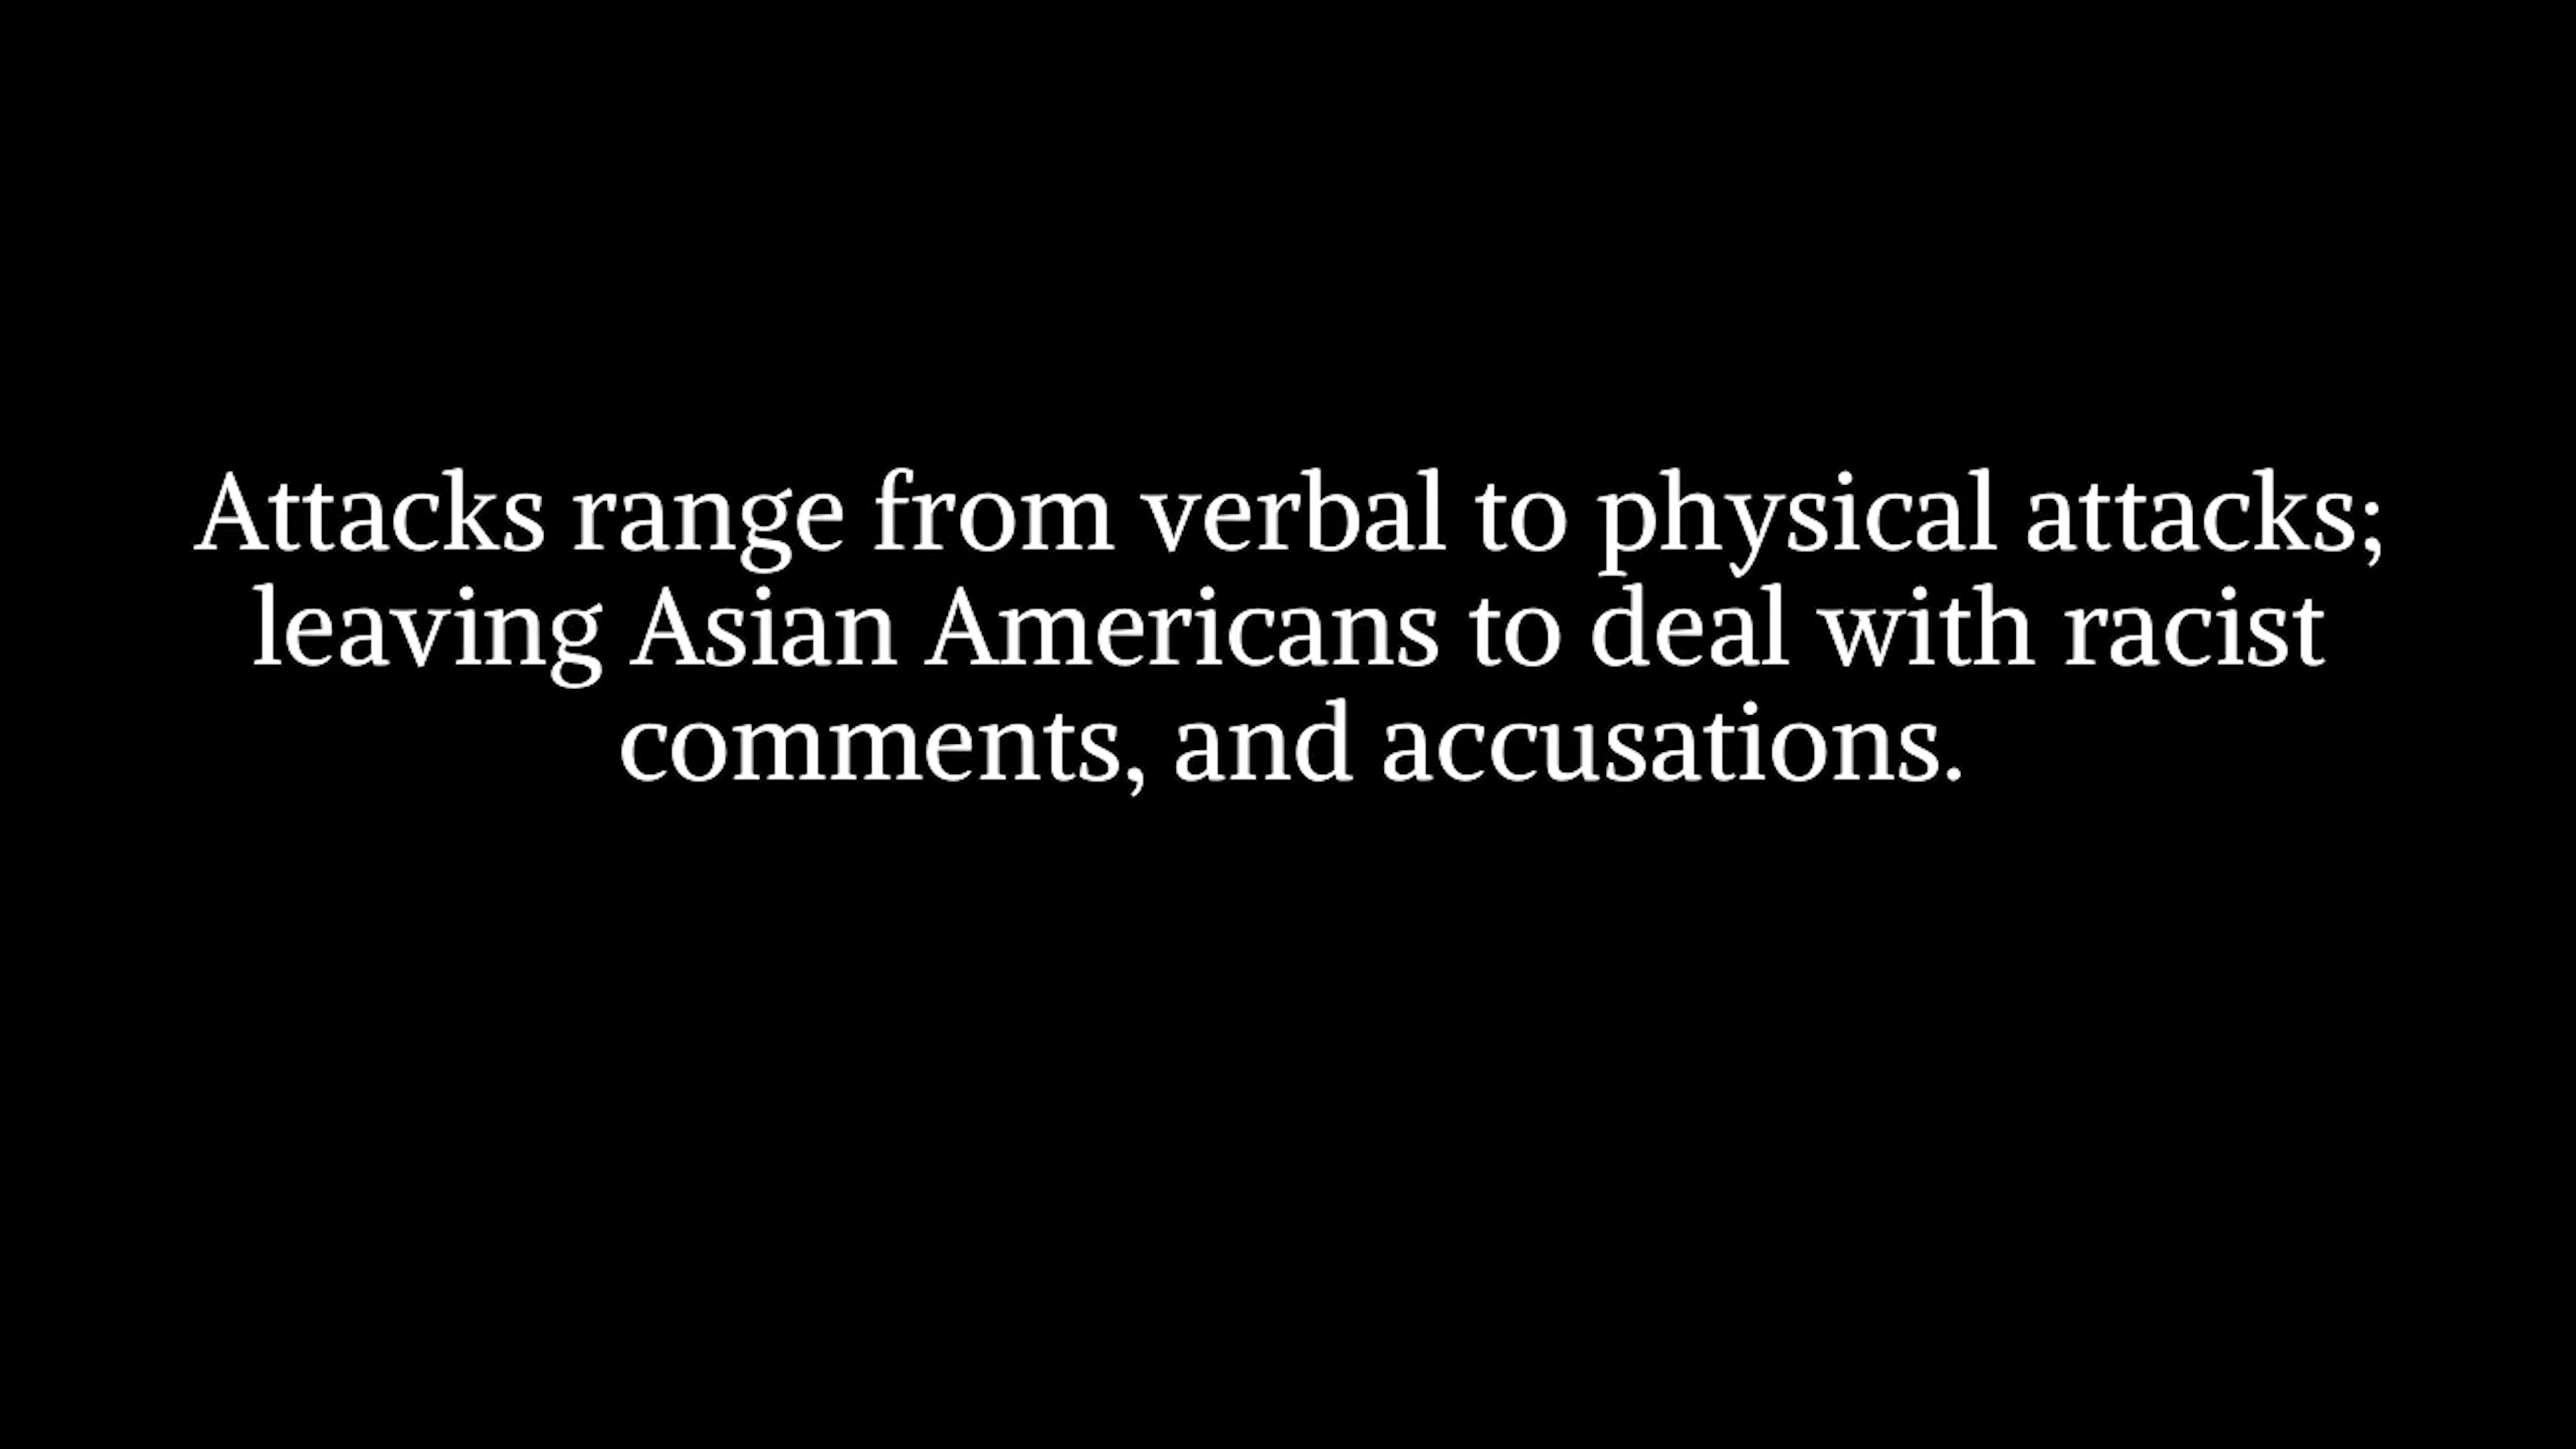 Attacks range from verbal to physical attacks;
leaving Asian Americans to deal with racist
comments, and accusations.